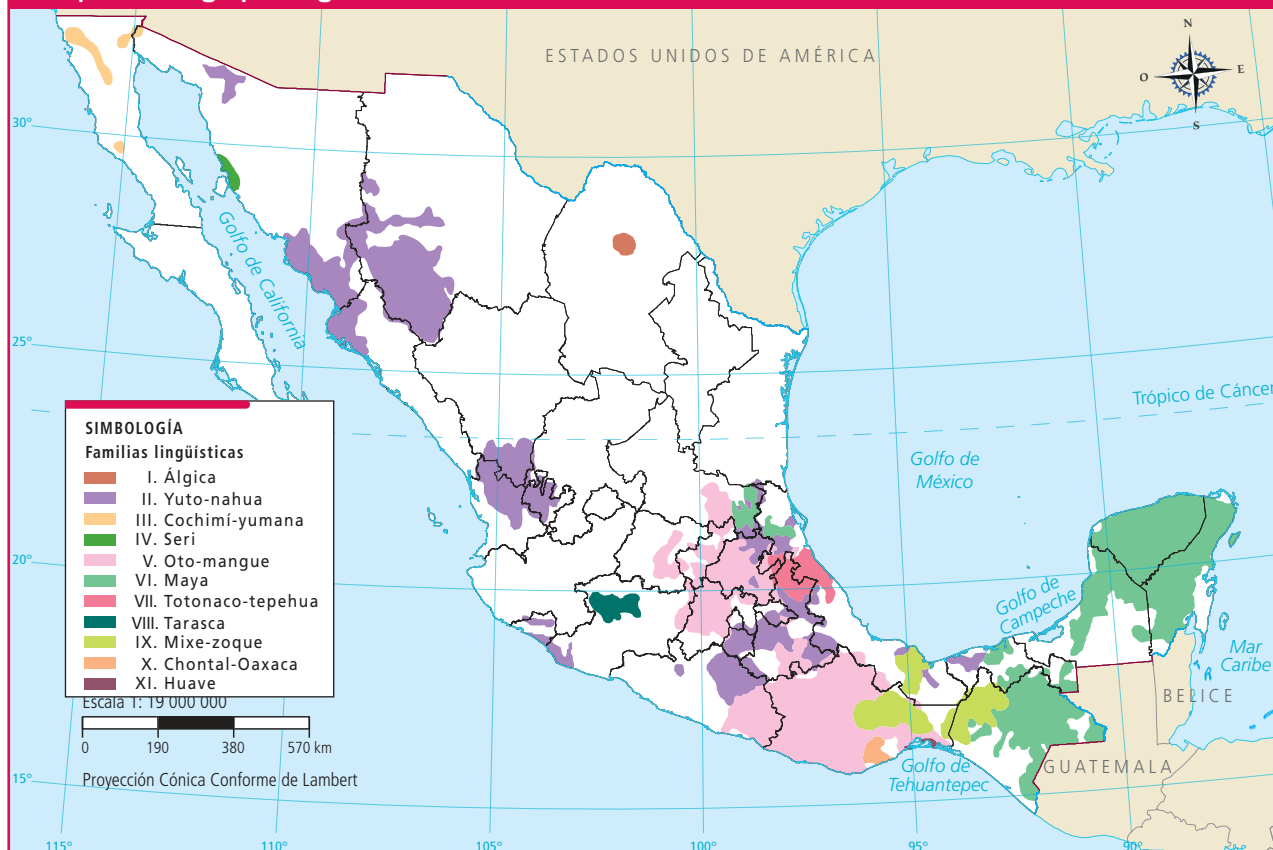 ESTADOS UNIDOS DE AMÉRICA
N
O
E
S
30°
Golfo de California
25°
Trópico de Cáncer
Golfo de
México
SIMBOLOGÍA
Familias lingüísticas
I. Álgica
II. Yuto-nahua
III. Cochimí-yumana
IV. Seri
V. Oto-mangue
VI. Maya
VII. Totonaco-tepehua
VIII. Tarasca
IX. Mixe-zoque
X. Chontal-Oaxaca
XI. Huave
20°
Golfo de
Campeche
Mar
Caribe
BELICE
Escala 1: 19 000 000
0 190 380 570 km
Proyección Cónica Conforme de Lambert
GUATEMALA
Golfo de
Tehuantepec
15°
115° 110° 105° 100° 95° 90°